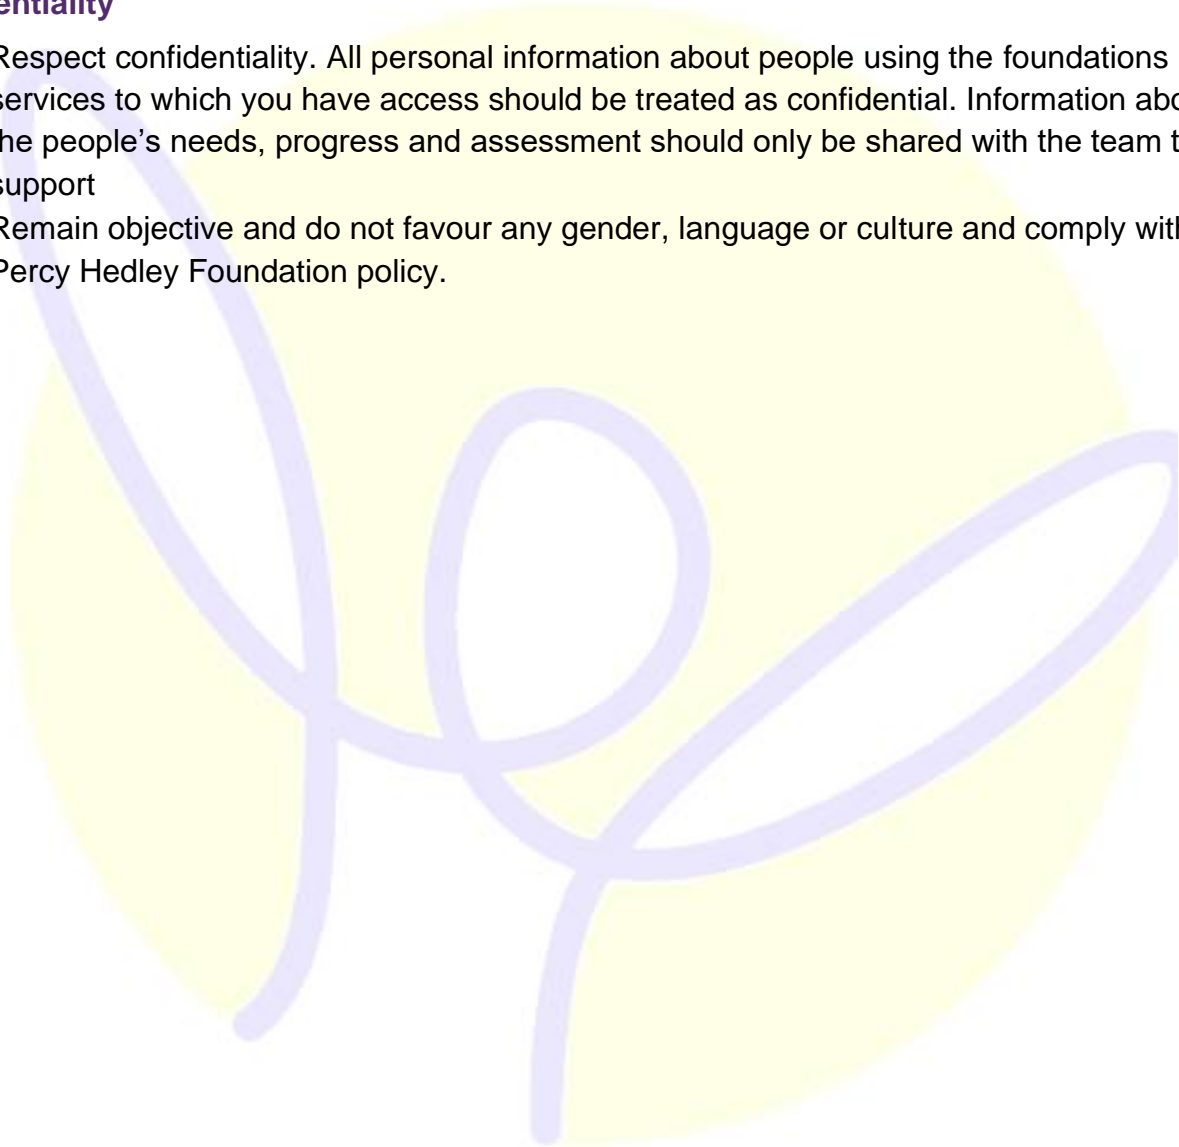 entiality
Respect confidentiality. All personal information about people using the foundations
services to which you have access should be treated as confidential. Information abo
the people's needs, progress and assessment should only be shared with the team t
support
Remain objective and do not favour any gender, language or culture and comply with
Percy Hedley Foundation policy.